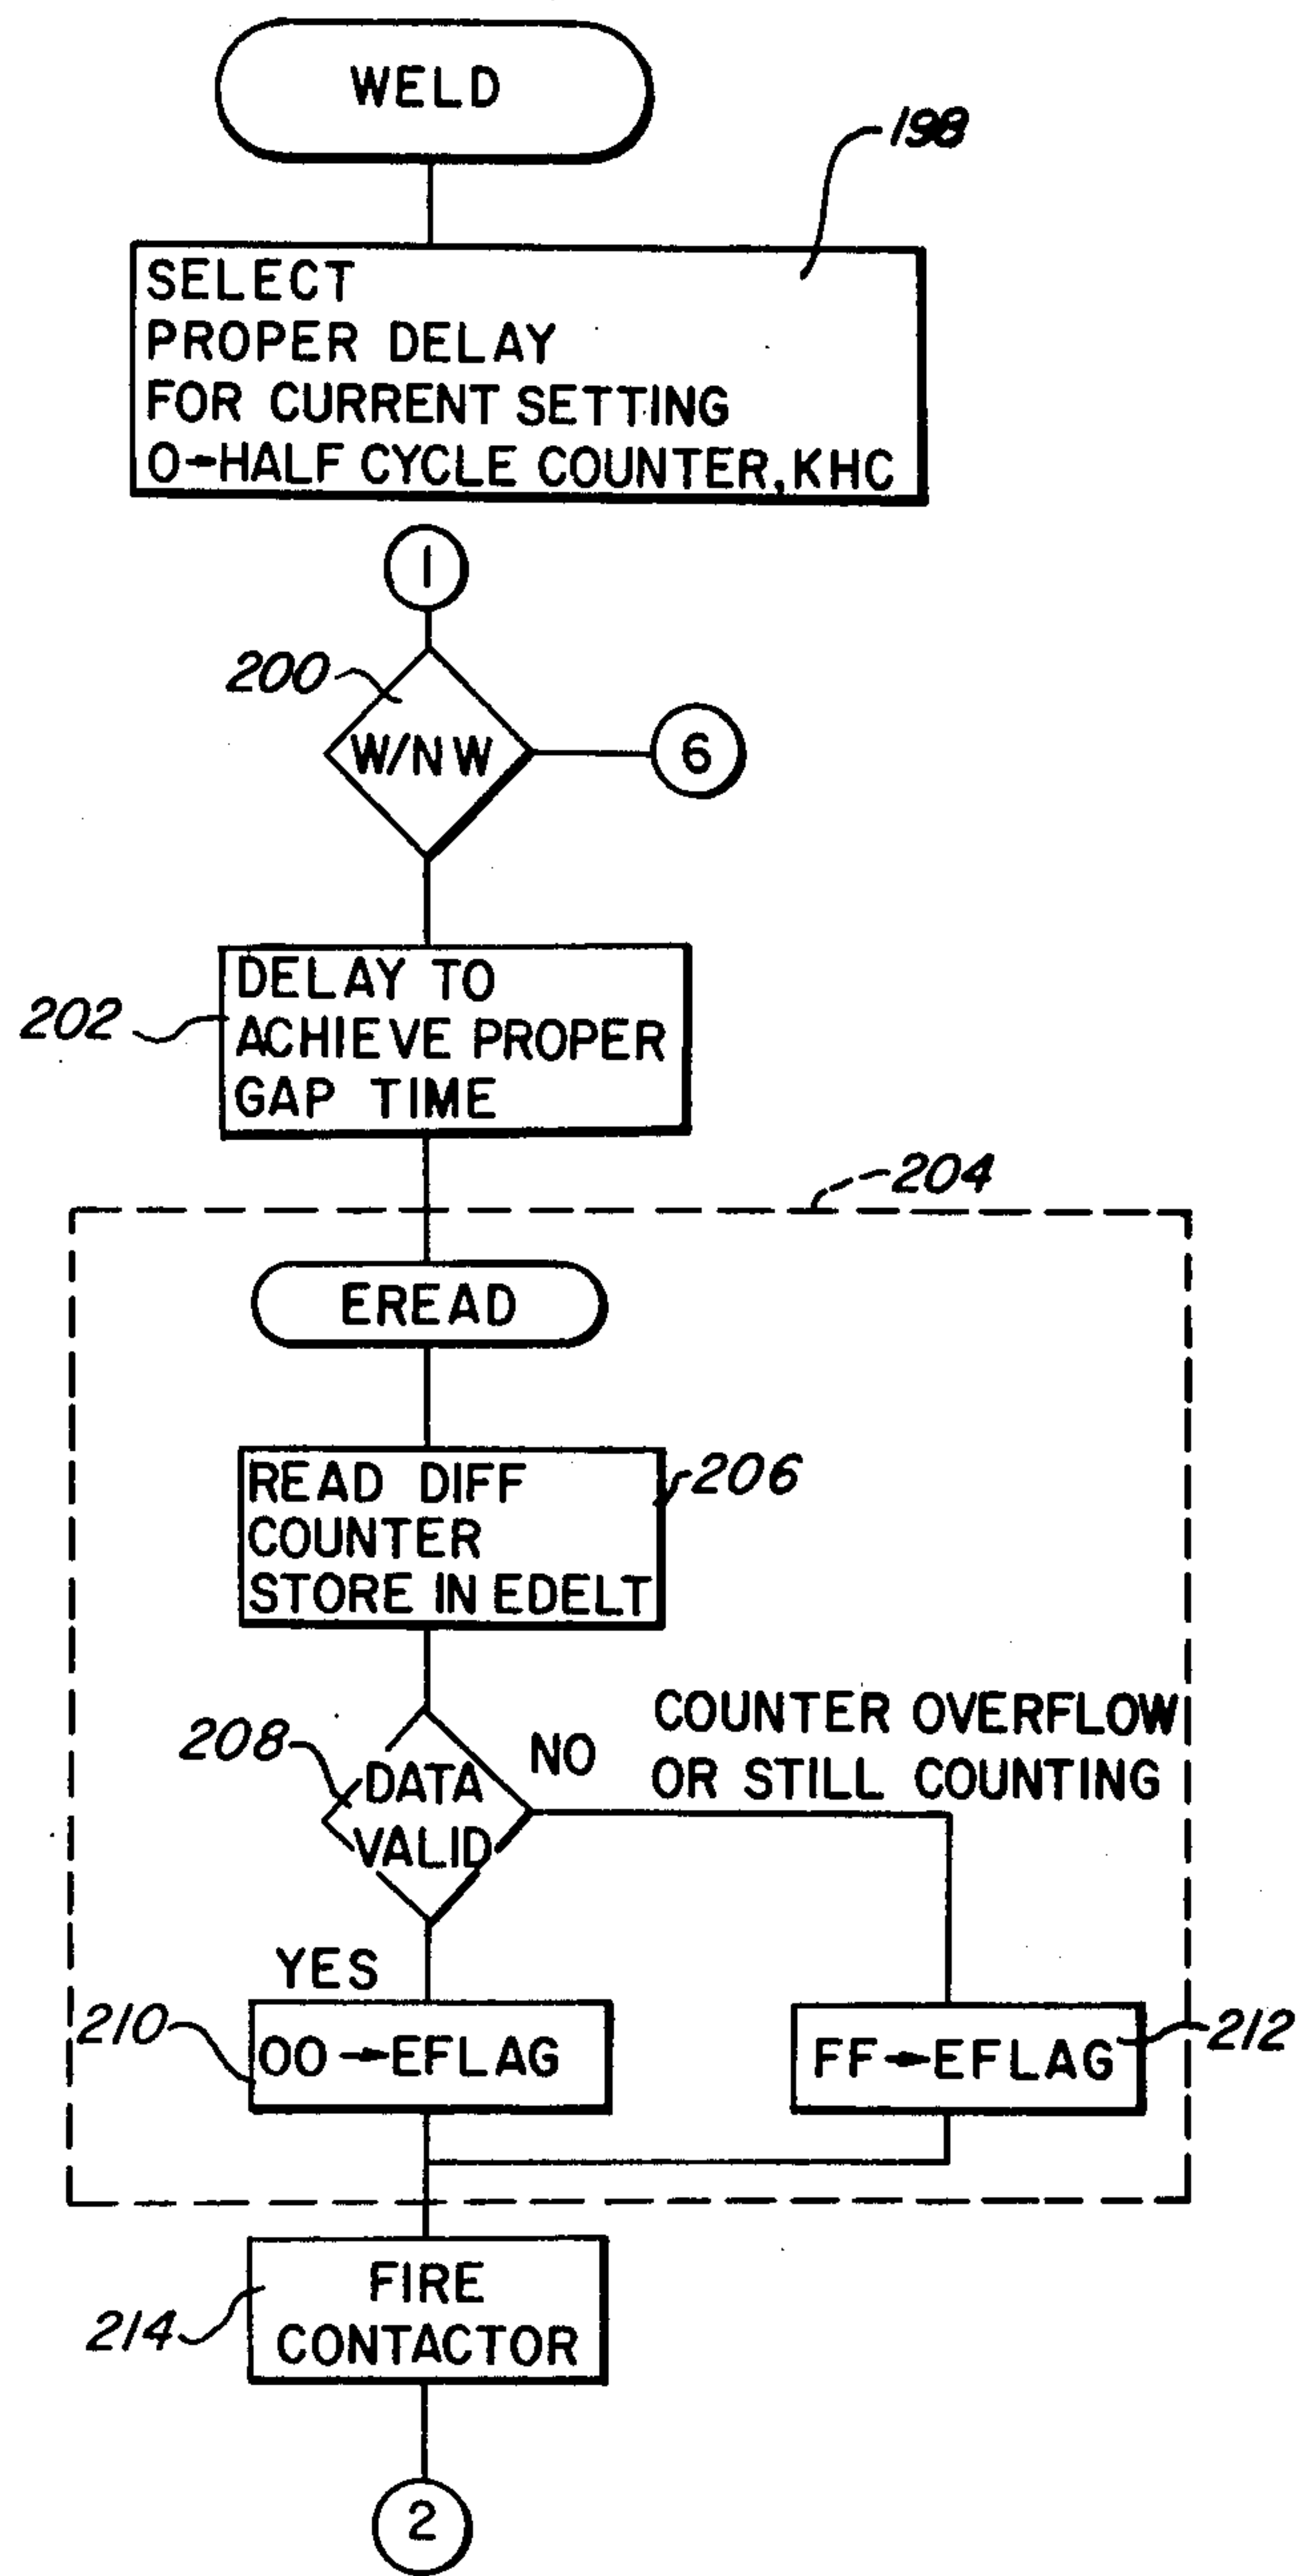 WELD
198
SELECT
PROPER DELAY
FOR CURRENT SETTING
0→HALF CYCLE COUNTER, KHC
1
200
W/NW
6
202
DELAY TO
ACHIEVE PROPER
GAP TIME
204
EREAD
206
READ DIFF
COUNTER
STORE IN EDELT
208
DATA
VALID
NO
COUNTER OVERFLOW
OR STILL COUNTING
YES
210
00→EFLAG
FF→EFLAG
212
214
FIRE
CONTACTOR
2